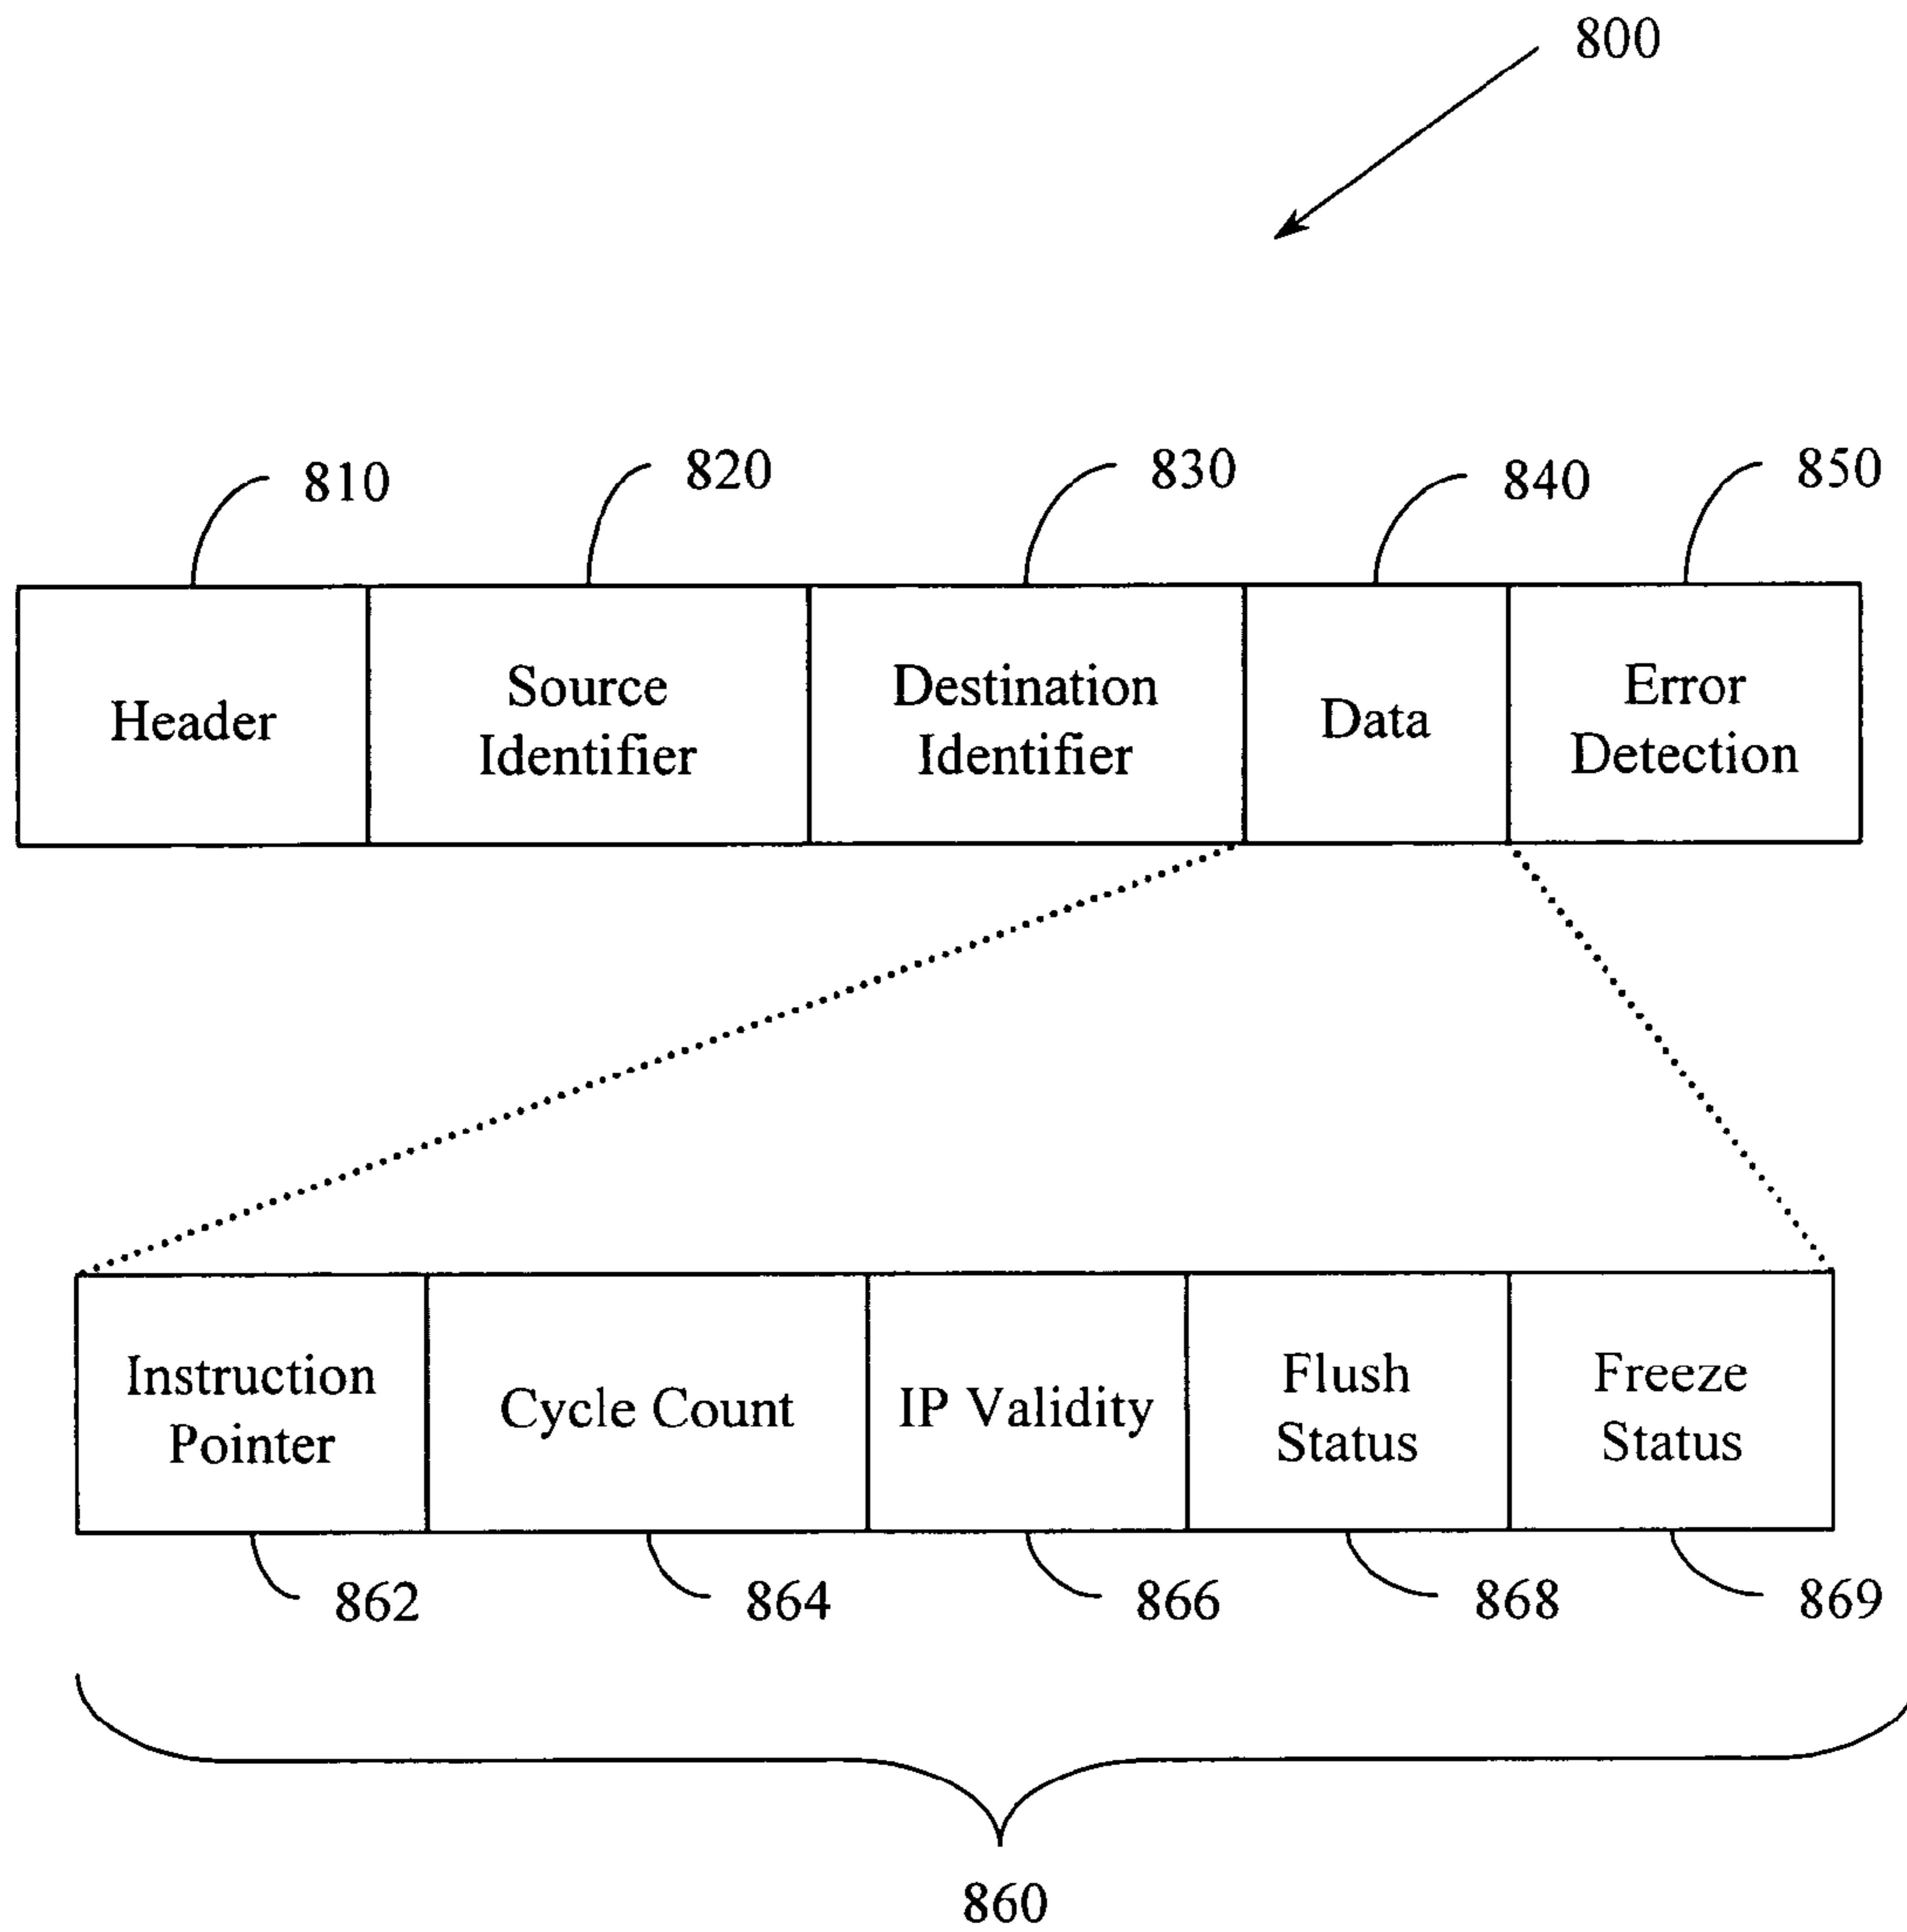 800
810
820
830
840
850
Header
Source
Identifier
Destination
Identifier
Data
Error
Detection
Instruction
Pointer
Cycle Count
IP Validity
Flush
Status
Freeze
Status
862
864
866
868
869
860